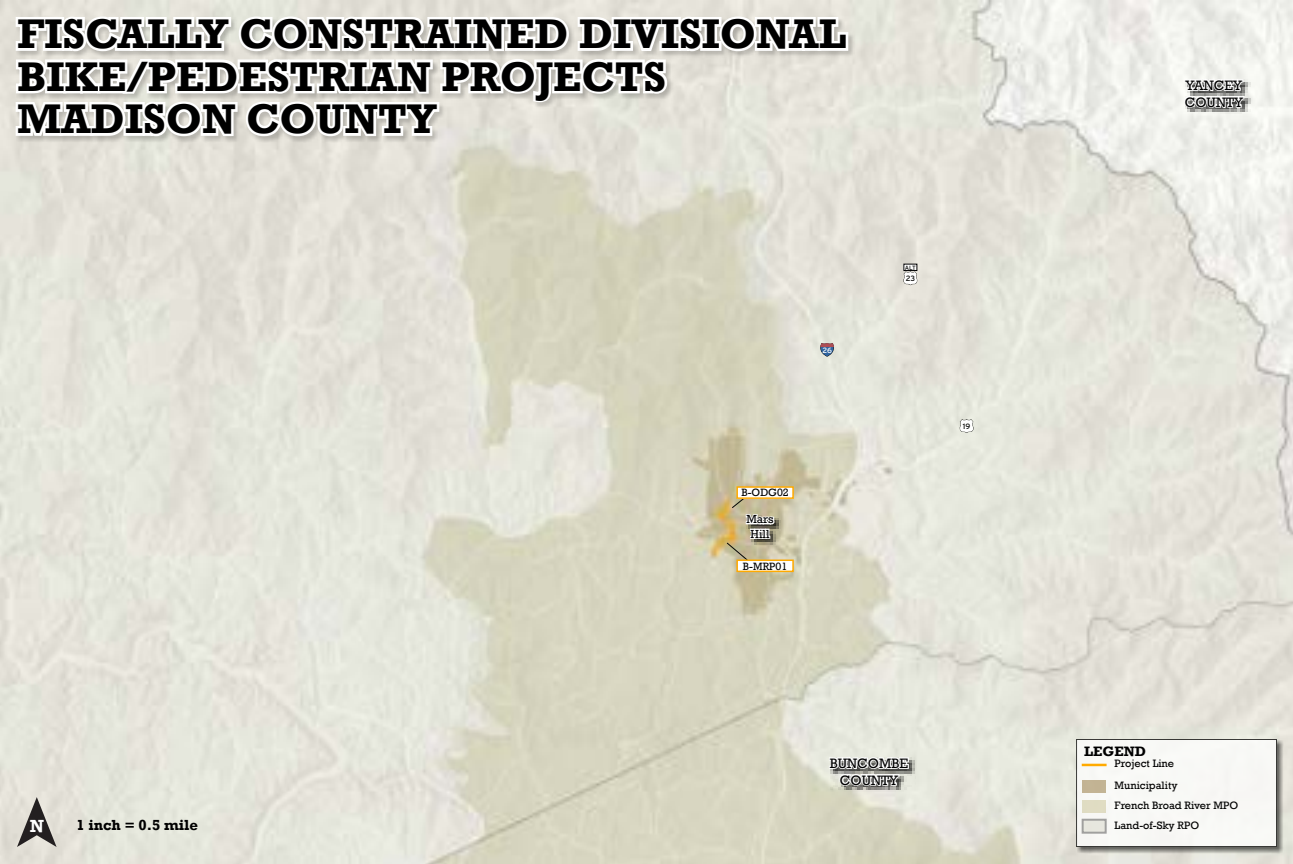 FISCALLY CONSTRAINED DIVISIONAL
BIKE/PEDESTRIAN PROJECTS
MADISON COUNTY
YANCEY
COUNTY
ALT
23
26
19
B-ODG02
Mars
Hill
B-MRP01
BUNCOMBE
COUNTY
LEGEND
Project Line
Municipality
French Broad River MPO
Land-of-Sky RPO
N
1 inch = 0.5 mile